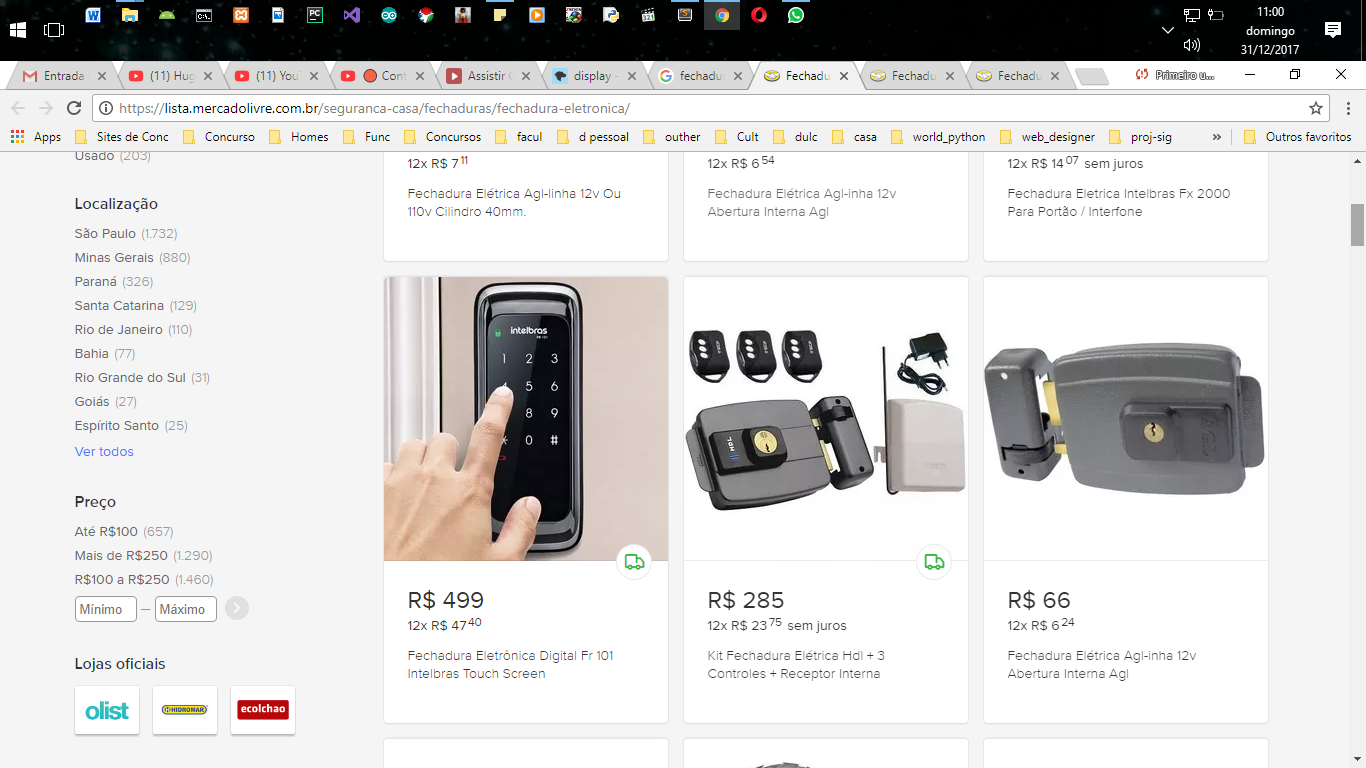 11:00
domingo
31/12/2017
Entrada
(11) Hug
(11) YouT
Cont
Assistir
display -
fechadur
Fechadu
Fechadu
Fechadu
Primeiro u...
https://lista.mercadolivre.com.br/seguranca-casa/fechaduras/fechadura-eletronica/
Apps
Sites de Conc
Concurso
Homes
Func
Concursos
facul
d pessoal
outher
Cult
dulc
casa
world_python
web_designer
proj-sig
»
Outros favoritos
Usado (203)
Localização
São Paulo (1.732)
Minas Gerais (880)
Paraná (326)
Santa Catarina (129)
Rio de Janeiro (110)
Bahia (77)
Rio Grande do Sul (31)
Goiás (27)
Espírito Santo (25)
Ver todos
Preço
Até R$100 (657)
Mais de R$250 (1.290)
R$100 a R$250 (1.460)
Mínimo — Máximo
Lojas oficiais
olist
HIDROMAR
ecolchao
12x R$ 7 11
Fechadura Elétrica Agl-linha 12v Ou
110v Cilindro 40mm.
12x R$ 6 54
Fechadura Elétrica Agl-inha 12v
Abertura Interna Agl
12x R$ 14 07 sem juros
Fechadura Eletrica Intelbras Fx 2000
Para Portão / Interfone
intelbras
FR 101
1 2 3
4 5 6
8 9
* 0 #
R$ 499
12x R$ 47 40
Fechadura Eletrônica Digital Fr 101
Intelbras Touch Screen
HDL
R$ 285
12x R$ 23 75 sem juros
Kit Fechadura Elétrica Hdl + 3
Controles + Receptor Interna
AGL
R$ 66
12x R$ 6 24
Fechadura Elétrica Agl-inha 12v
Abertura Interna Agl